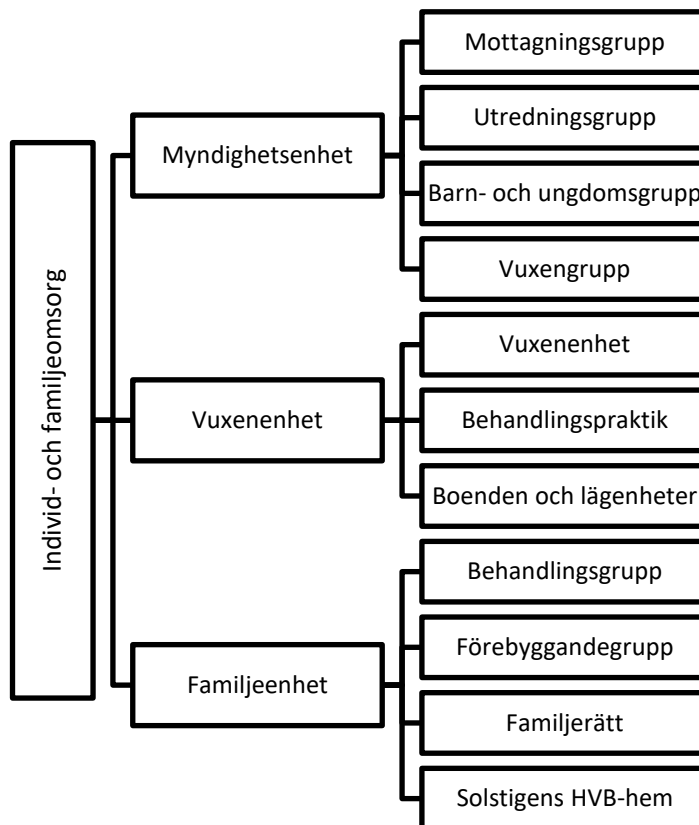 Individ- och familjeomsorg
Myndighetsenhet
Mottagningsgrupp
Utredningsgrupp
Barn- och ungdomsgrupp
Vuxengrupp
Vuxenenhet
Vuxenenhet
Behandlingspraktik
Boenden och lägenheter
Familjeenhet
Behandlingsgrupp
Förebyggandegrupp
Familjerätt
Solstigens HVB-hem